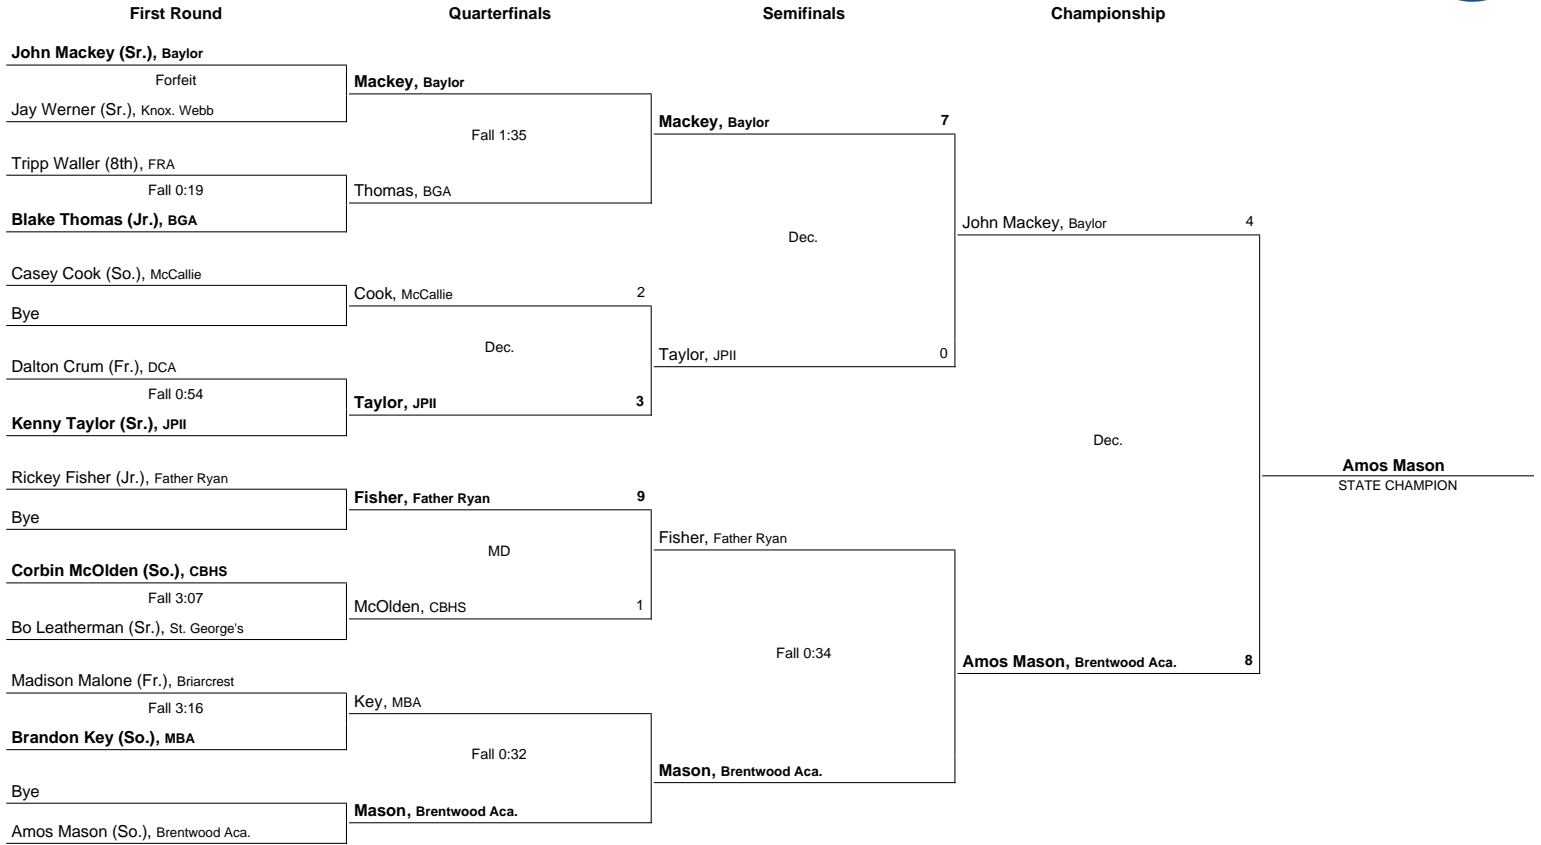 First Round Quarterfinals Semifinals Championship
John Mackey (Sr.), Baylor
Forfeit
Jay Werner (Sr.), Knox. Webb
Tripp Waller (8th), FRA
Fall 0:19
Blake Thomas (Jr.), BGA
Casey Cook (So.), McCallie
Bye
Dalton Crum (Fr.), DCA
Fall 0:54
Kenny Taylor (Sr.), JPII
Rickey Fisher (Jr.), Father Ryan
Bye
Corbin McOlden (So.), CBHS
Fall 3:07
Bo Leatherman (Sr.), St. George's
Madison Malone (Fr.), Briarcrest
Fall 3:16
Brandon Key (So.), MBA
Bye
Amos Mason (So.), Brentwood Aca.
Mackey, Baylor
Fall 1:35
Thomas, BGA
Cook, McCallie 2
Dec.
Taylor, JPII 3
Fisher, Father Ryan 9
MD
McOlden, CBHS 1
Key, MBA
Fall 0:32
Mason, Brentwood Aca.
Mackey, Baylor 7
Dec.
Taylor, JPII 0
Fisher, Father Ryan
Fall 0:34
Mason, Brentwood Aca.
John Mackey, Baylor 4
Dec.
Amos Mason, Brentwood Aca. 8
Amos Mason
STATE CHAMPION